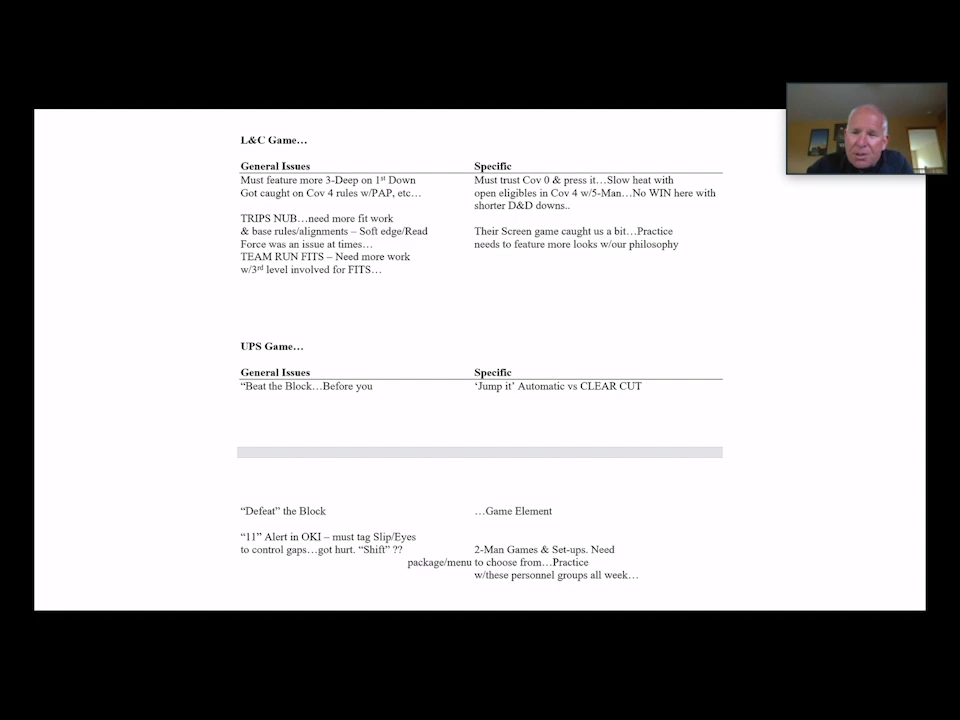 L&C Game…
General Issues Specific
Must feature more 3-Deep on 1st Down
Got caught on Cov 4 rules w/PAP, etc…
Must trust Cov 0 & press it…Slow heat with
open eligibles in Cov 4 w/5-Man…No WIN here with
shorter D&D downs..
TRIPS NUB…need more fit work
& base rules/alignments – Soft edge/Read
Force was an issue at times…
TEAM RUN FITS – Need more work
w/3rd level involved for FITS…
Their Screen game caught us a bit…Practice
needs to feature more looks w/our philosophy
UPS Game…
General Issues Specific
“Beat the Block…Before you
‘Jump it’ Automatic vs CLEAR CUT
“Defeat” the Block
…Game Element
“11” Alert in OKI – must tag Slip/Eyes
to control gaps…got hurt. “Shift” ??
2-Man Games & Set-ups. Need
package/menu to choose from…Practice
w/these personnel groups all week…